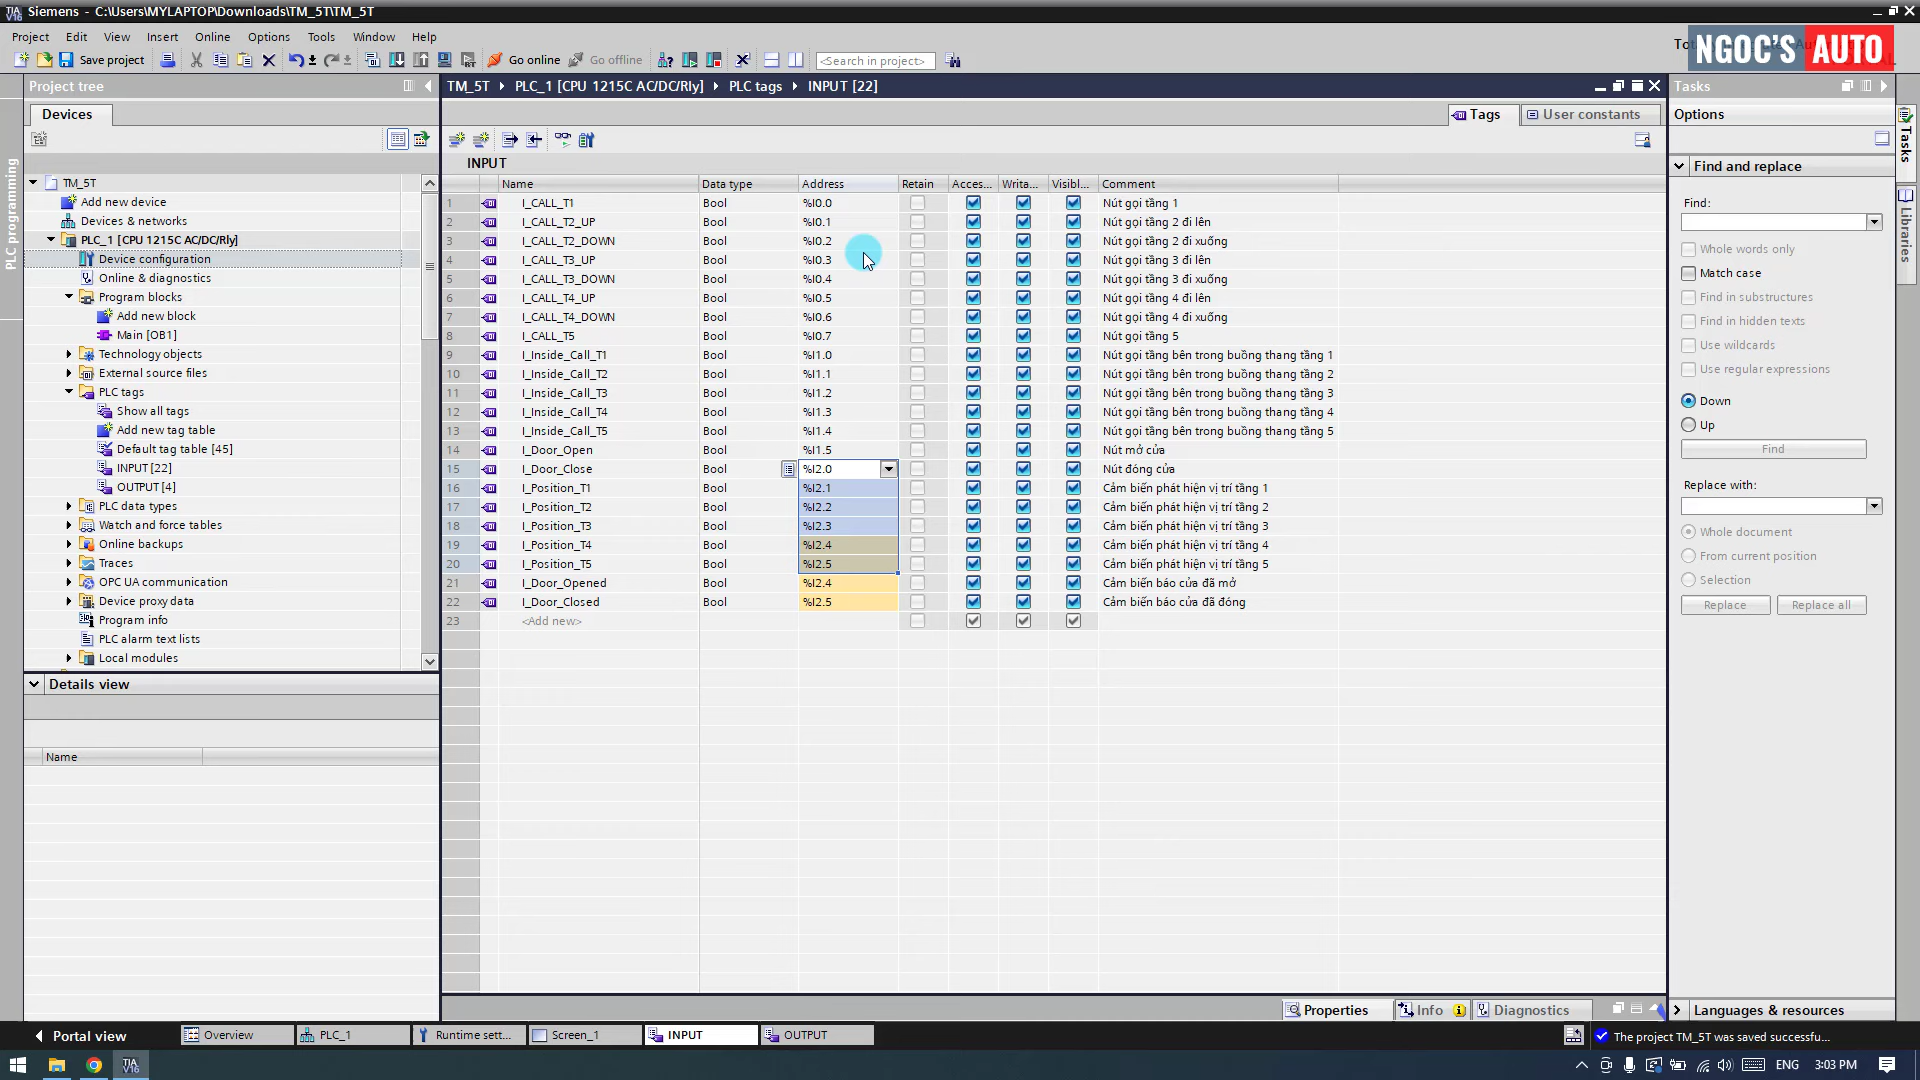 Siemens - C:\Users\MYLAPTOP\Downloads\TM_5T\TM_5T
Project Edit View Insert Online Options Tools Window Help
NGOC'S AUTO
Save project Go online Go offline <Search in project>
Project tree
TM_5T PLC_1 [CPU 1215C AC/DC/Rly] PLC tags INPUT [22]
Tasks
Devices
Tags User constants
Options
PLC programming
Tasks
Libraries
INPUT
TM_5T
Add new device
Devices & networks
PLC_1 [CPU 1215C AC/DC/Rly]
Device configuration
Online & diagnostics
Program blocks
Add new block
Main [OB1]
Technology objects
External source files
PLC tags
Show all tags
Add new tag table
Default tag table [45]
INPUT [22]
OUTPUT [4]
PLC data types
Watch and force tables
Online backups
Traces
OPC UA communication
Device proxy data
Program info
PLC alarm text lists
Local modules
Details view
Name
Name Data type Address Retain Acces... Writa... Visibl... Comment
1 I_CALL_T1 Bool %I0.0 Nút gọi tầng 1
2 I_CALL_T2_UP Bool %I0.1 Nút gọi tầng 2 đi lên
3 I_CALL_T2_DOWN Bool %I0.2 Nút gọi tầng 2 đi xuống
4 I_CALL_T3_UP Bool %I0.3 Nút gọi tầng 3 đi lên
5 I_CALL_T3_DOWN Bool %I0.4 Nút gọi tầng 3 đi xuống
6 I_CALL_T4_UP Bool %I0.5 Nút gọi tầng 4 đi lên
7 I_CALL_T4_DOWN Bool %I0.6 Nút gọi tầng 4 đi xuống
8 I_CALL_T5 Bool %I0.7 Nút gọi tầng 5
9 I_Inside_Call_T1 Bool %I1.0 Nút gọi tầng bên trong buồng thang tầng 1
10 I_Inside_Call_T2 Bool %I1.1 Nút gọi tầng bên trong buồng thang tầng 2
11 I_Inside_Call_T3 Bool %I1.2 Nút gọi tầng bên trong buồng thang tầng 3
12 I_Inside_Call_T4 Bool %I1.3 Nút gọi tầng bên trong buồng thang tầng 4
13 I_Inside_Call_T5 Bool %I1.4 Nút gọi tầng bên trong buồng thang tầng 5
14 I_Door_Open Bool %I1.5 Nút mở cửa
15 I_Door_Close Bool %I2.0 Nút đóng cửa
16 I_Position_T1 Bool %I2.1 Cảm biến phát hiện vị trí tầng 1
17 I_Position_T2 Bool %I2.2 Cảm biến phát hiện vị trí tầng 2
18 I_Position_T3 Bool %I2.3 Cảm biến phát hiện vị trí tầng 3
19 I_Position_T4 Bool %I2.4 Cảm biến phát hiện vị trí tầng 4
20 I_Position_T5 Bool %I2.5 Cảm biến phát hiện vị trí tầng 5
21 I_Door_Opened Bool %I2.4 Cảm biến báo cửa đã mở
22 I_Door_Closed Bool %I2.5 Cảm biến báo cửa đã đóng
23 <Add new>
Find and replace
Find:
Whole words only
Match case
Find in substructures
Find in hidden texts
Use wildcards
Use regular expressions
Down
Up
Find
Replace with:
Whole document
From current position
Selection
Replace Replace all
Languages & resources
Properties Info Diagnostics
Portal view Overview PLC_1 Runtime sett... Screen_1 INPUT OUTPUT
The project TM_5T was saved successfu...
ENG 3:03 PM